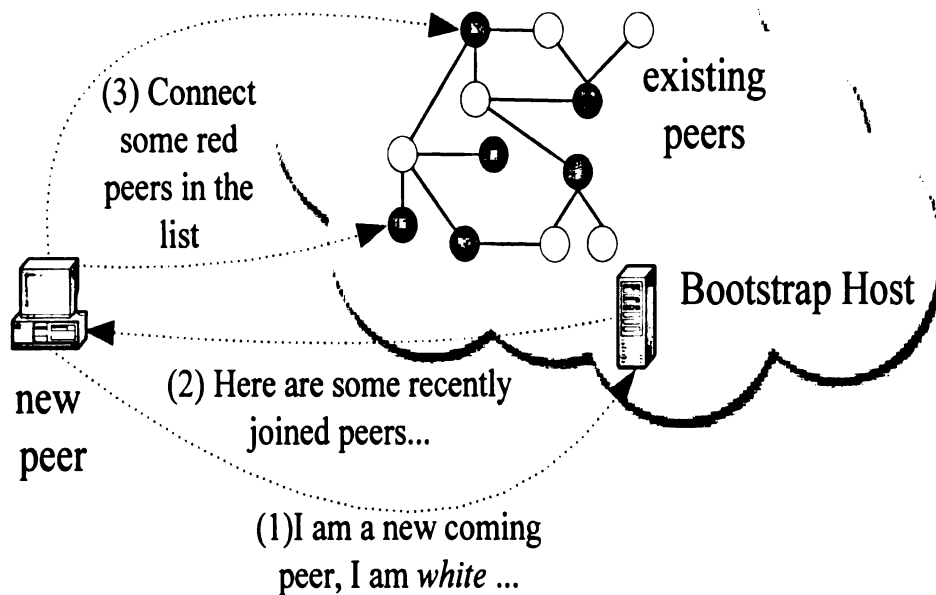 (3) Connect
some red
peers in the
list
existing
peers
Bootstrap Host
new
peer
(2) Here are some recently
joined peers...
(1)I am a new coming
peer, I am white ...